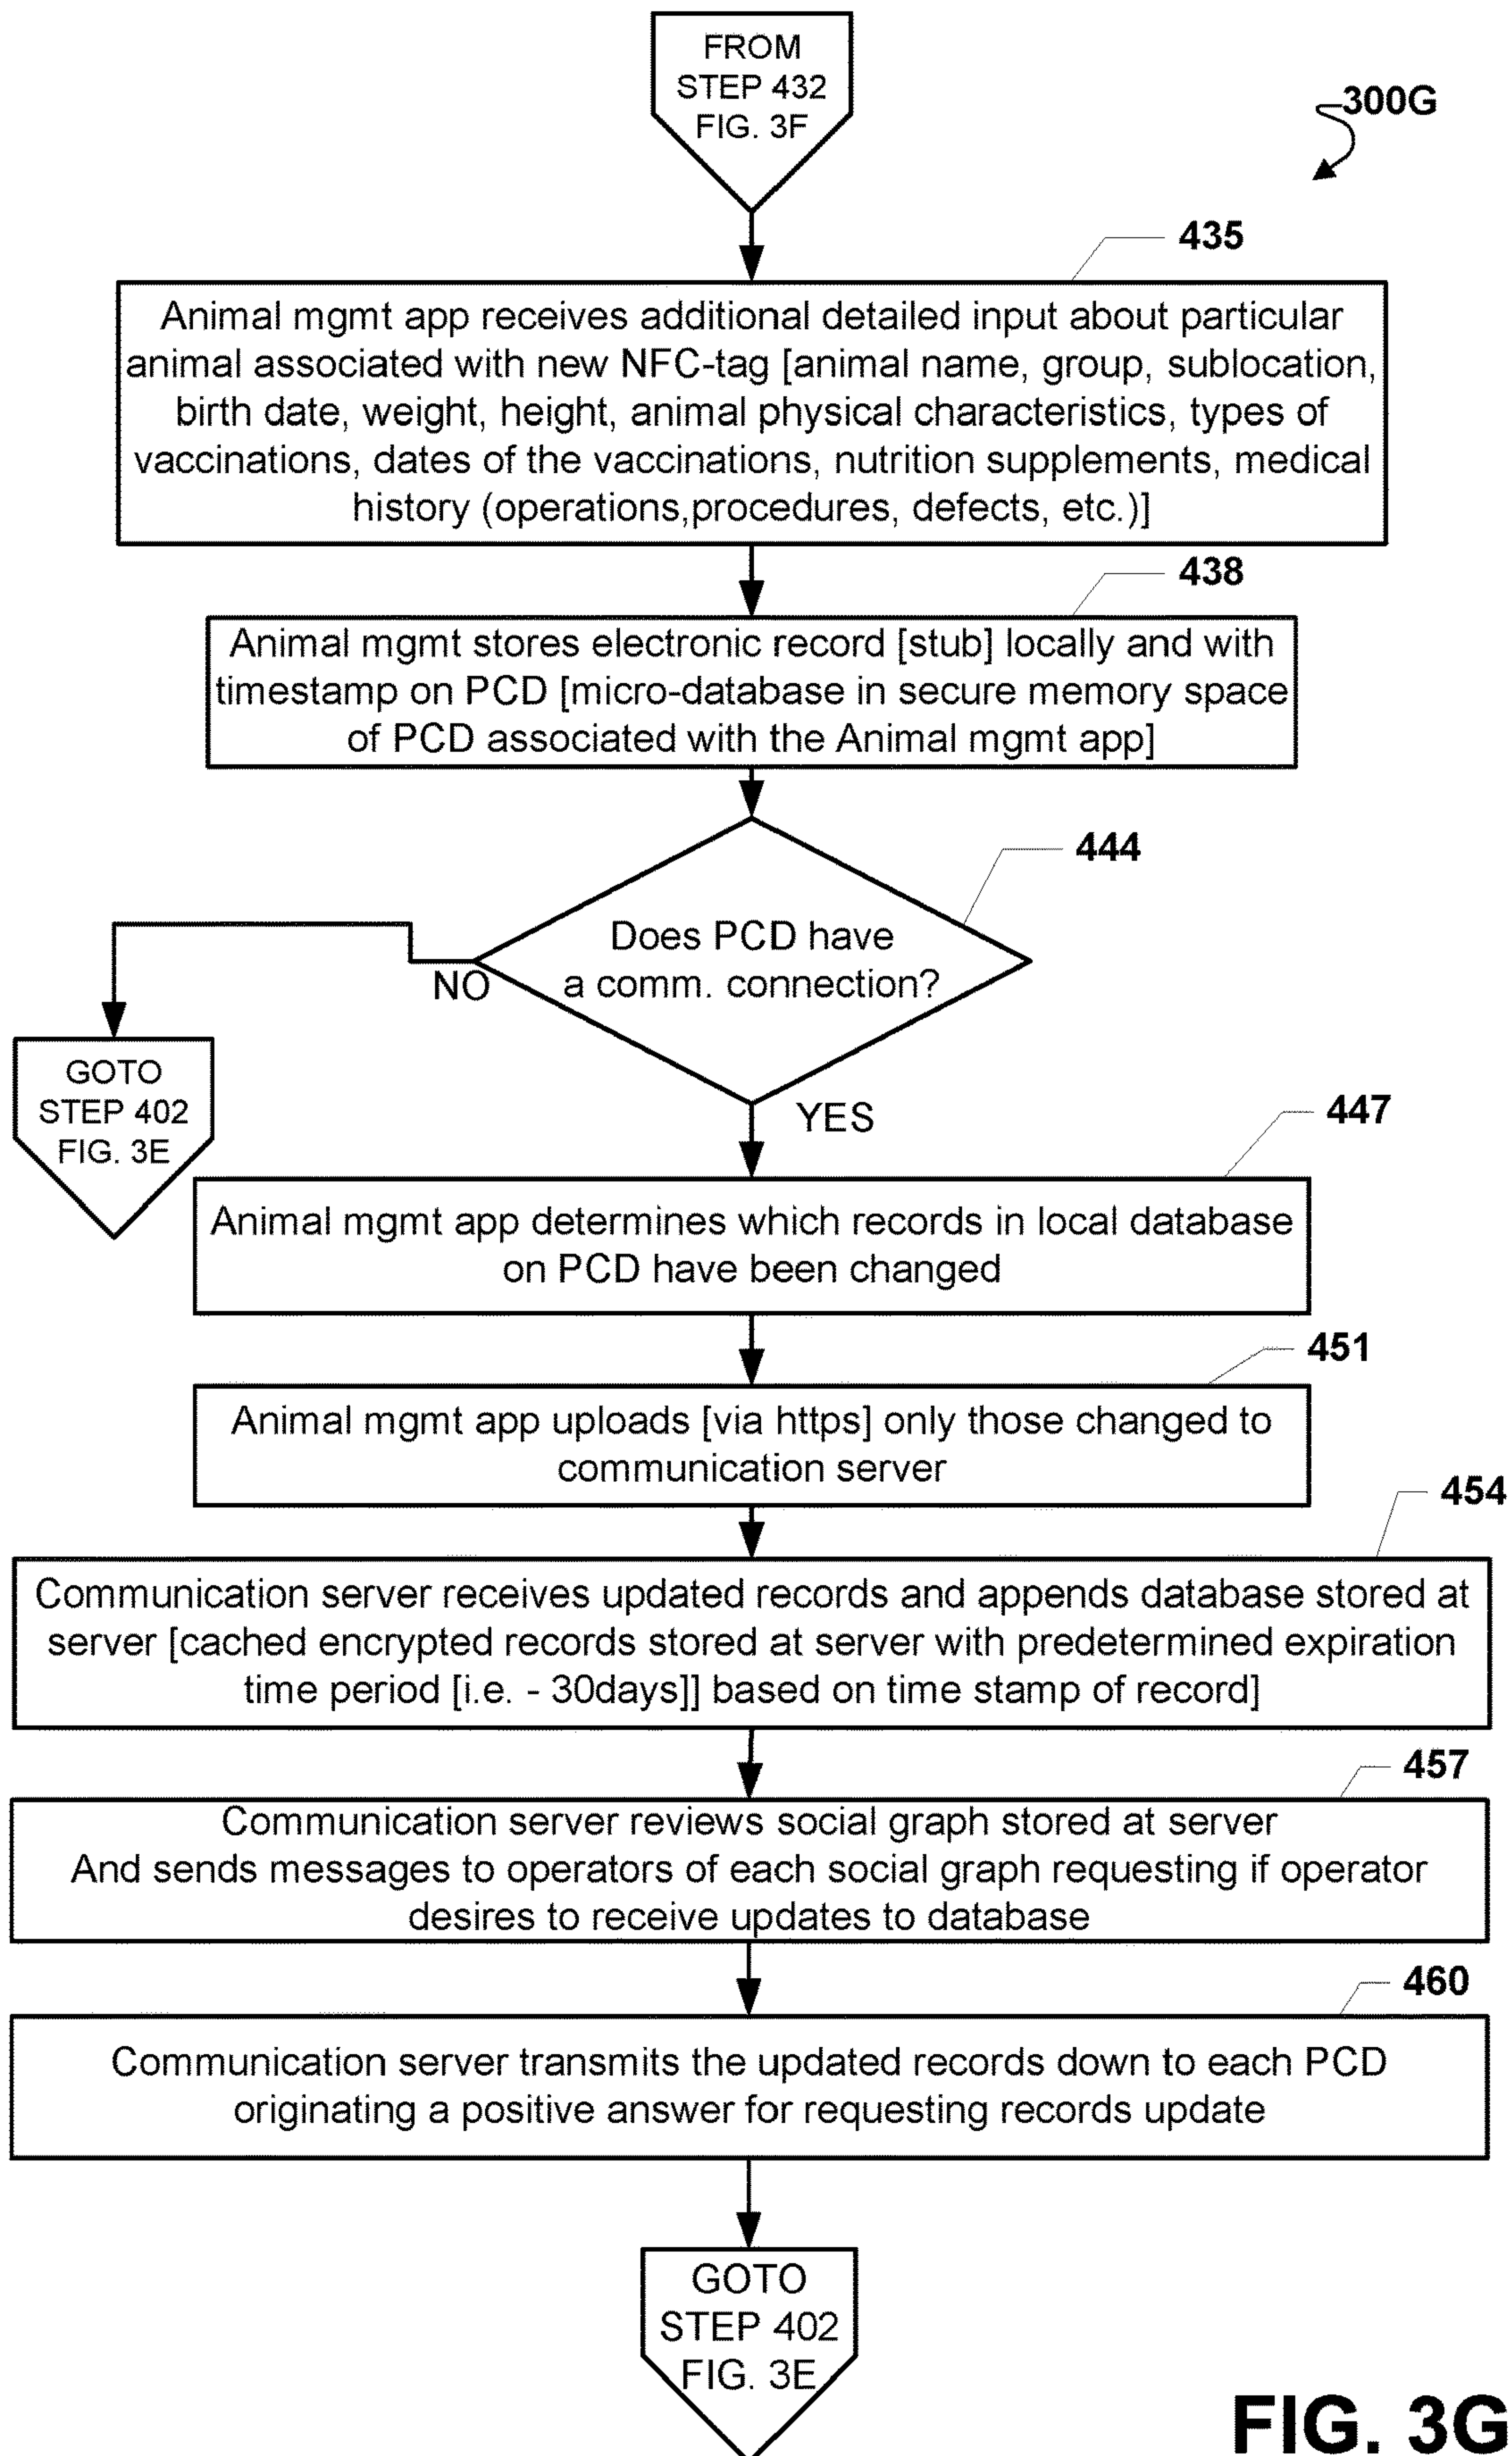 FROM
STEP 432
FIG. 3F
300G
435
Animal mgmt app receives additional detailed input about particular
animal associated with new NFC-tag [animal name, group, sublocation,
birth date, weight, height, animal physical characteristics, types of
vaccinations, dates of the vaccinations, nutrition supplements, medical
history (operations,procedures, defects, etc.)]
438
Animal mgmt stores electronic record [stub] locally and with
timestamp on PCD [micro-database in secure memory space
of PCD associated with the Animal mgmt app]
444
Does PCD have
a comm. connection?
NO
GOTO
STEP 402
FIG. 3E
YES
447
Animal mgmt app determines which records in local database
on PCD have been changed
451
Animal mgmt app uploads [via https] only those changed to
communication server
454
Communication server receives updated records and appends database stored at
server [cached encrypted records stored at server with predetermined expiration
time period [i.e. - 30days]] based on time stamp of record]
457
Communication server reviews social graph stored at server
And sends messages to operators of each social graph requesting if operator
desires to receive updates to database
460
Communication server transmits the updated records down to each PCD
originating a positive answer for requesting records update
GOTO
STEP 402
FIG. 3E
FIG. 3G